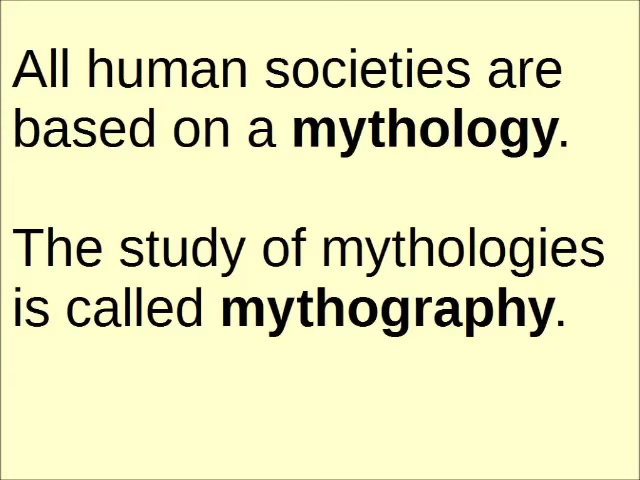 All human societies are
based on a mythology.
The study of mythologies
is called mythography.